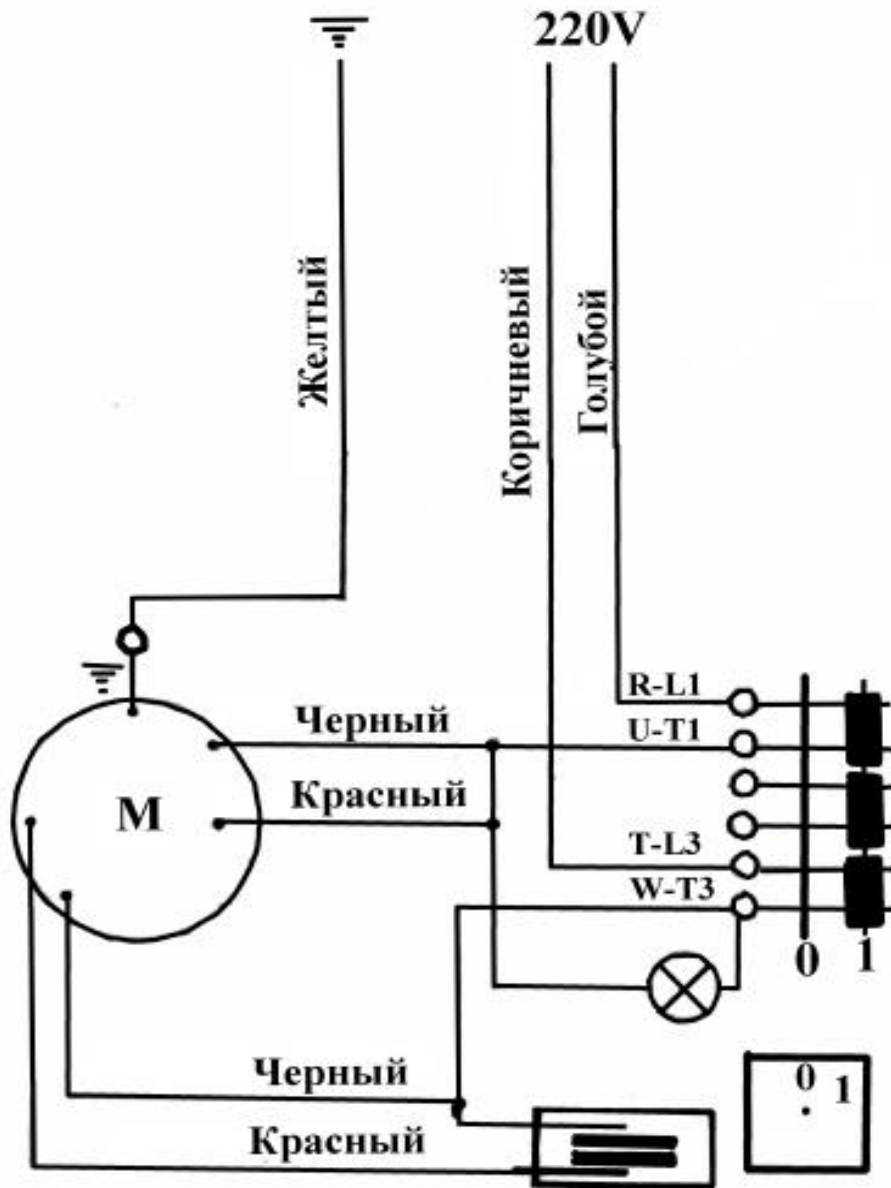 220V
Желтый
Коричневый
Голубой
R-L1
Черный
U-T1
Красный
M
T-L3
W-T3
0 1
Черный
0 1
Красный